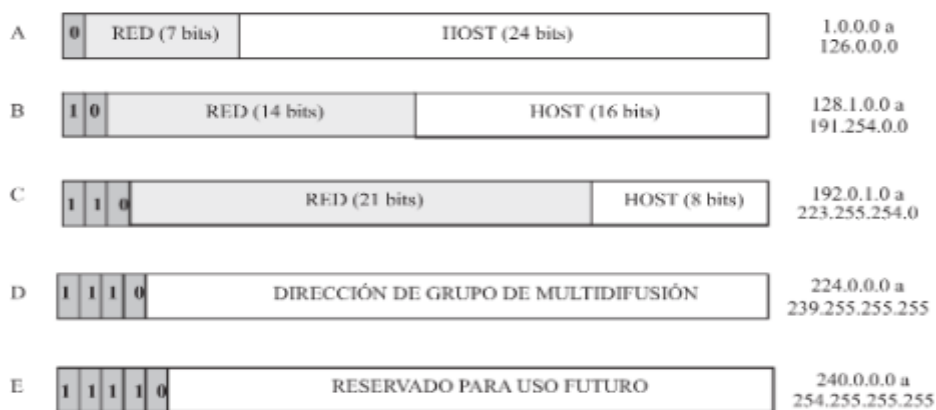 A 0 RED (7 bits) HOST (24 bits) 1.0.0.0 a
126.0.0.0
B 1 0 RED (14 bits) HOST (16 bits) 128.1.0.0 a
191.254.0.0
C 1 1 0 RED (21 bits) HOST (8 bits) 192.0.1.0 a
223.255.254.0
D 1 1 1 0 DIRECCIÓN DE GRUPO DE MULTIDIFUSIÓN 224.0.0.0 a
239.255.255.255
E 1 1 1 1 0 RESERVADO PARA USO FUTURO 240.0.0.0 a
254.255.255.255